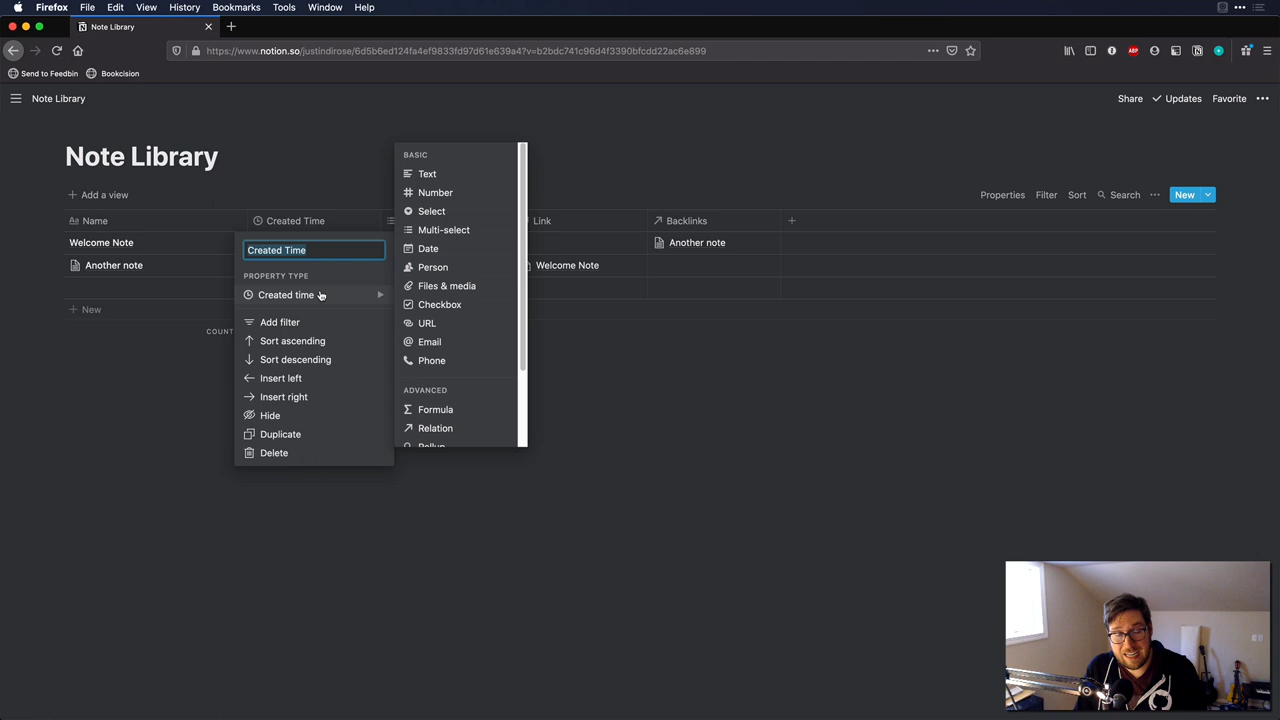 Firefox File Edit View History Bookmarks Tools Window Help
Note Library
https://www.notion.so/justindirose/6d5b6ed124fa4ef9833fd97d61e639a4?v=b2bdc741c96d4f3390bfcdd22ac6e899
Send to Feedbin Bookcision
Note Library Share Updates Favorite
Note Library
Add a view Properties Filter Sort Search New
Aa Name Created Time Link Backlinks
Welcome Note Another note
Another note Welcome Note
New
COUNT
Created Time
PROPERTY TYPE
Created time
Add filter
Sort ascending
Sort descending
Insert left
Insert right
Hide
Duplicate
Delete
BASIC
Text
Number
Select
Multi-select
Date
Person
Files & media
Checkbox
URL
Email
Phone
ADVANCED
Formula
Relation